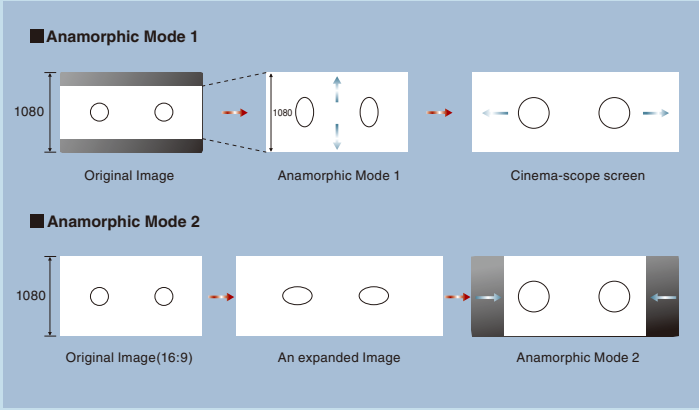 Anamorphic Mode 1
1080
1080
Original Image
Anamorphic Mode 1
Cinema-scope screen
Anamorphic Mode 2
1080
Original Image(16:9)
An expanded Image
Anamorphic Mode 2